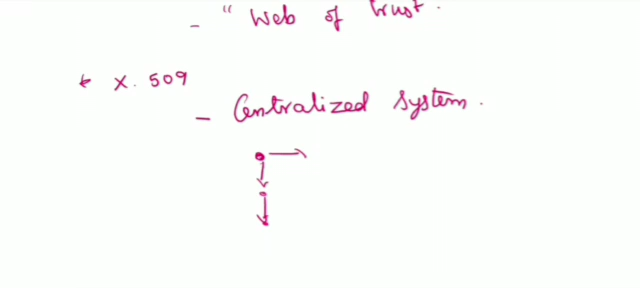 - " Web of trust.
* X.509
- Centralized system.